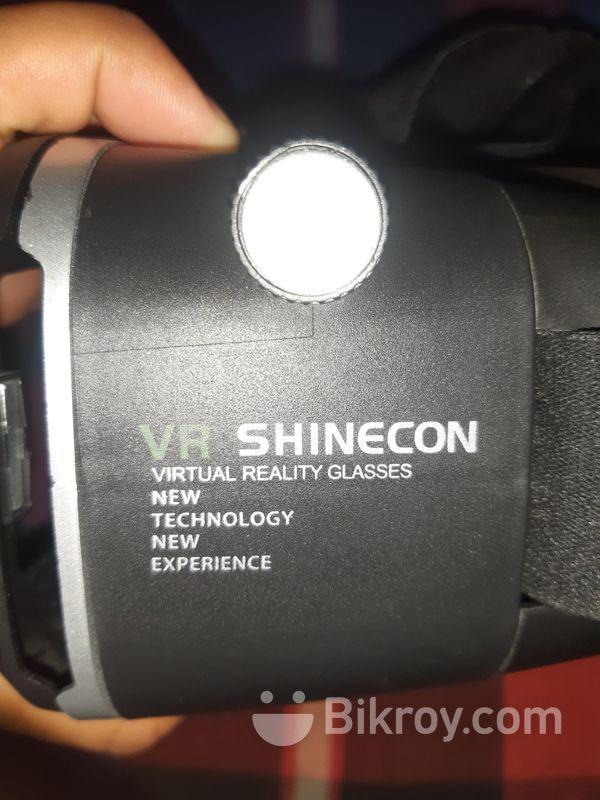 VR SHINECON
VIRTUAL REALITY GLASSES
NEW
TECHNOLOGY
NEW
EXPERIENCE
Bikroy.com